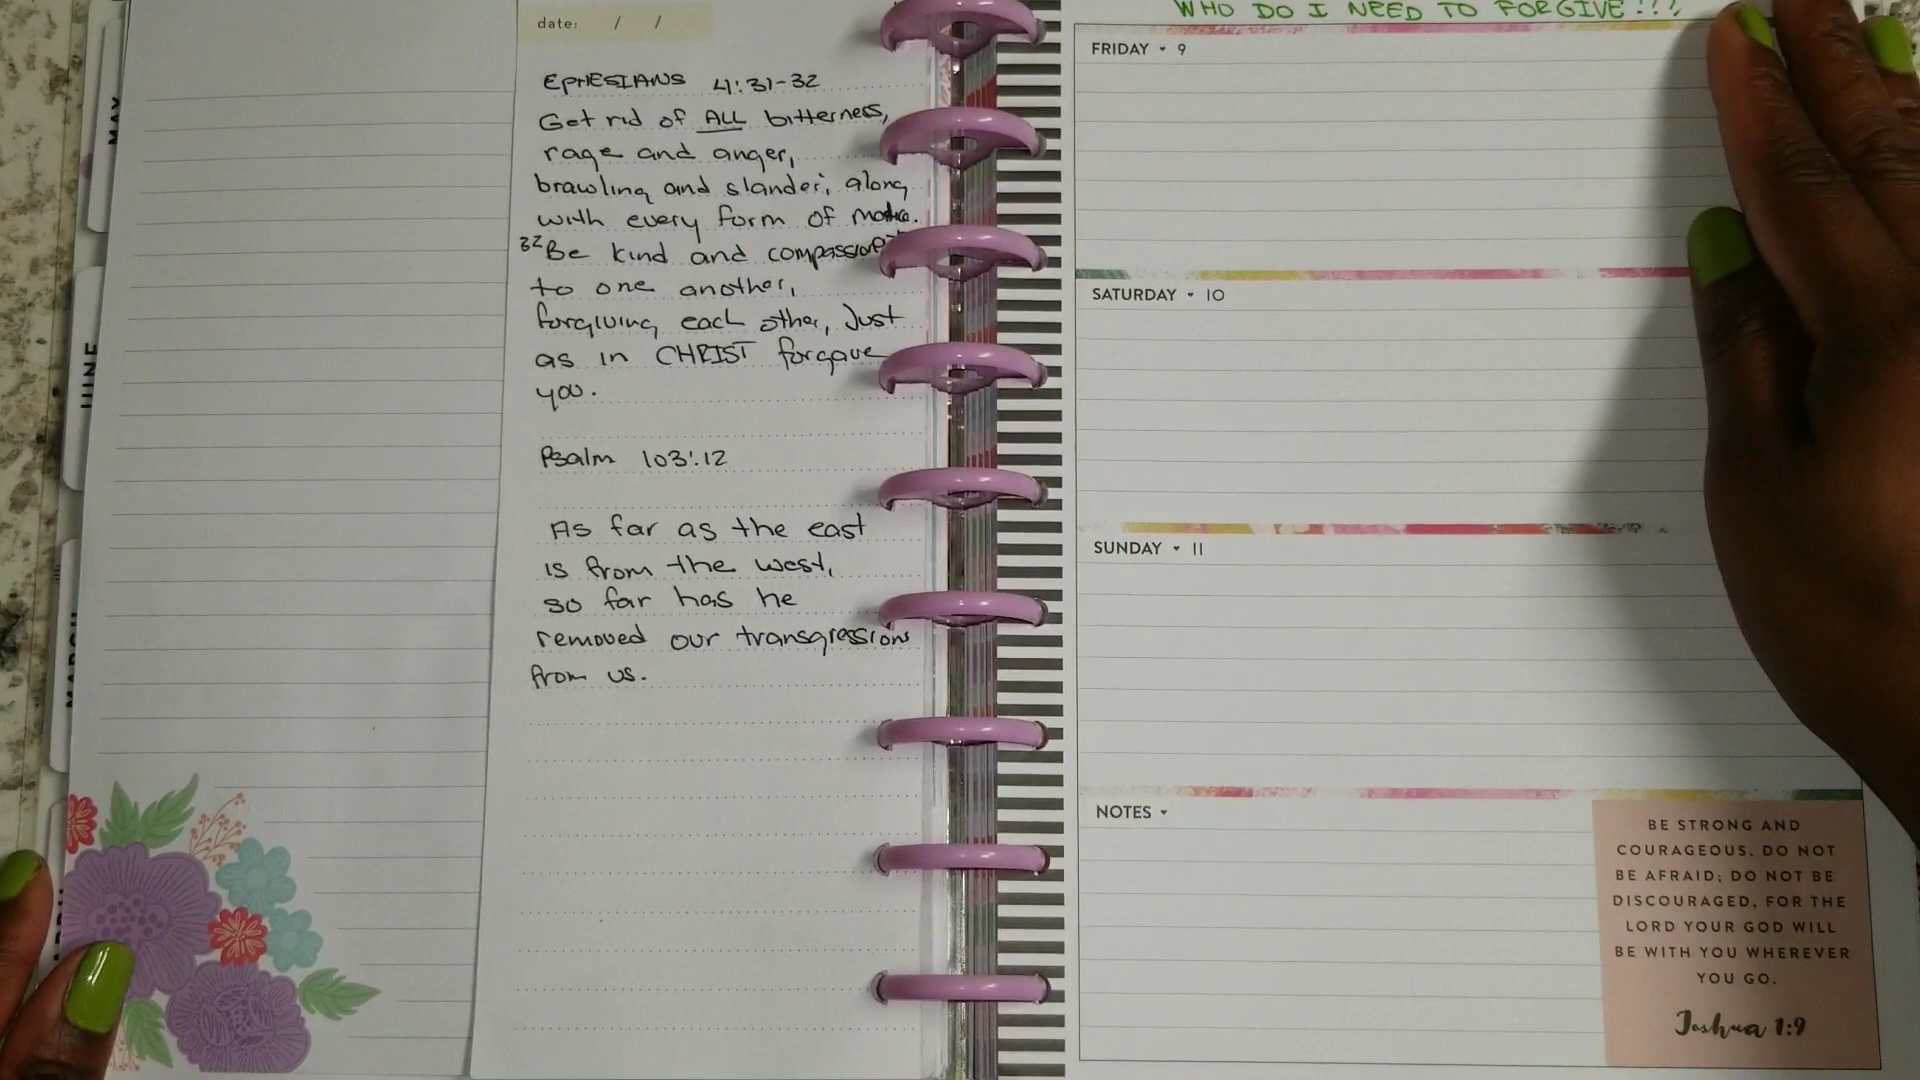 MAY
JUNE
MARCH
date: / /
EPHESIANS 4:31-32
Get rid of ALL bitterness,
rage and anger,
brawling and slander, along
with every form of
32 Be kind and
to one another,
forgiving each other, Just
as in CHRIST forgave
you.
Psalm 103:12
As far as the east
is from the west,
so far has he
removed our transgressions
from us.
WHO DO I NEED TO FORGIVE!!!
FRIDAY ♥ 9
SATURDAY ♥ 10
SUNDAY ♥ 11
NOTES ♥
BE STRONG AND
COURAGEOUS. DO NOT
BE AFRAID; DO NOT BE
DISCOURAGED, FOR THE
LORD YOUR GOD WILL
BE WITH YOU WHEREVER
YOU GO.
Joshua 1:9